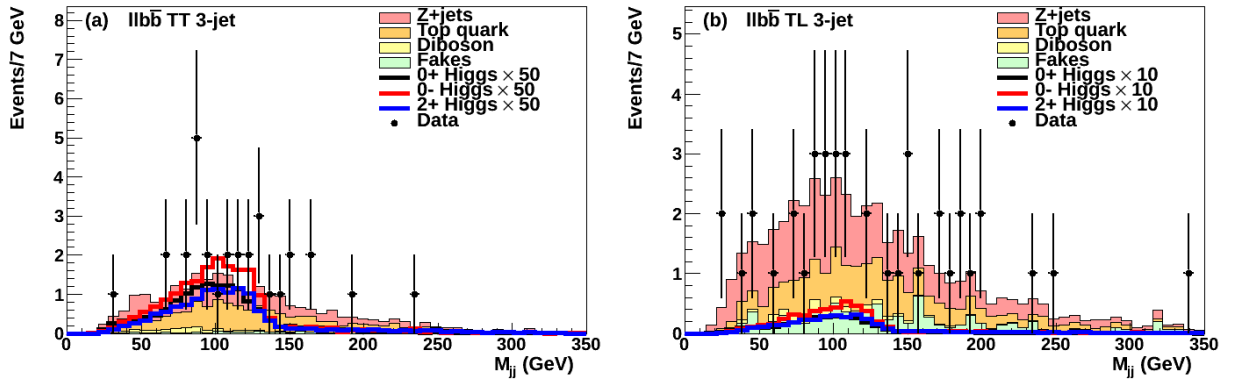 (a) llbb̅ TT 3-jet
Z+jets
Top quark
Diboson
Fakes
0+ Higgs × 50
0- Higgs × 50
2+ Higgs × 50
Data
Events/7 GeV
8
7
6
5
4
3
2
1
0
0 50 100 150 200 250 300 350
M_jj (GeV)
(b) llbb̅ TL 3-jet
Z+jets
Top quark
Diboson
Fakes
0+ Higgs × 10
0- Higgs × 10
2+ Higgs × 10
Data
Events/7 GeV
5
4
3
2
1
0
0 50 100 150 200 250 300 350
M_jj (GeV)